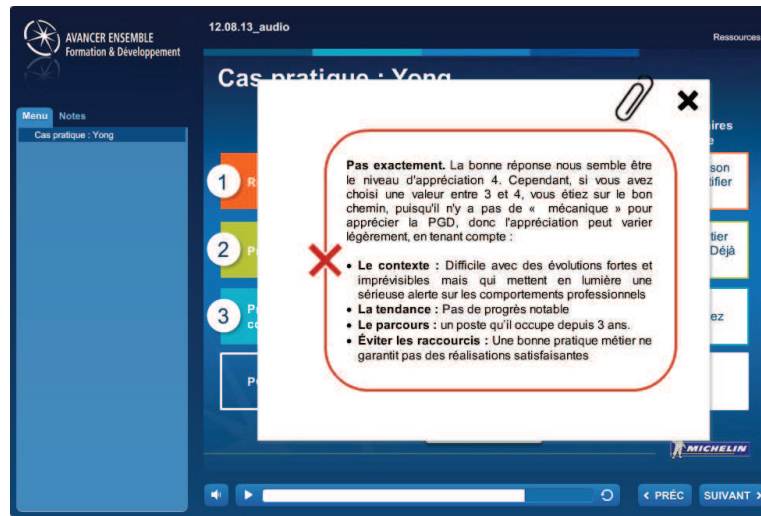 AVANCER ENSEMBLE
Formation & Développement
12.08.13_audio
Ressources
Menu Notes
Cas pratique : Yong
Cas pratique : Yong
aires
son
tifier
tier
Déjà
ez
1
2
3
Pas exactement. La bonne réponse nous semble être
le niveau d'appréciation 4. Cependant, si vous avez
choisi une valeur entre 3 et 4, vous étiez sur le bon
chemin, puisqu'il n'y a pas de « mécanique » pour
apprécier la PGD, donc l'appréciation peut varier
légèrement, en tenant compte :
• Le contexte : Difficile avec des évolutions fortes et
imprévisibles mais qui mettent en lumière une
sérieuse alerte sur les comportements professionnels
• La tendance : Pas de progrès notable
• Le parcours : un poste qu'il occupe depuis 3 ans.
• Éviter les raccourcis : Une bonne pratique métier ne
garantit pas des réalisations satisfaisantes
MICHELIN
PRÉC
SUIVANT